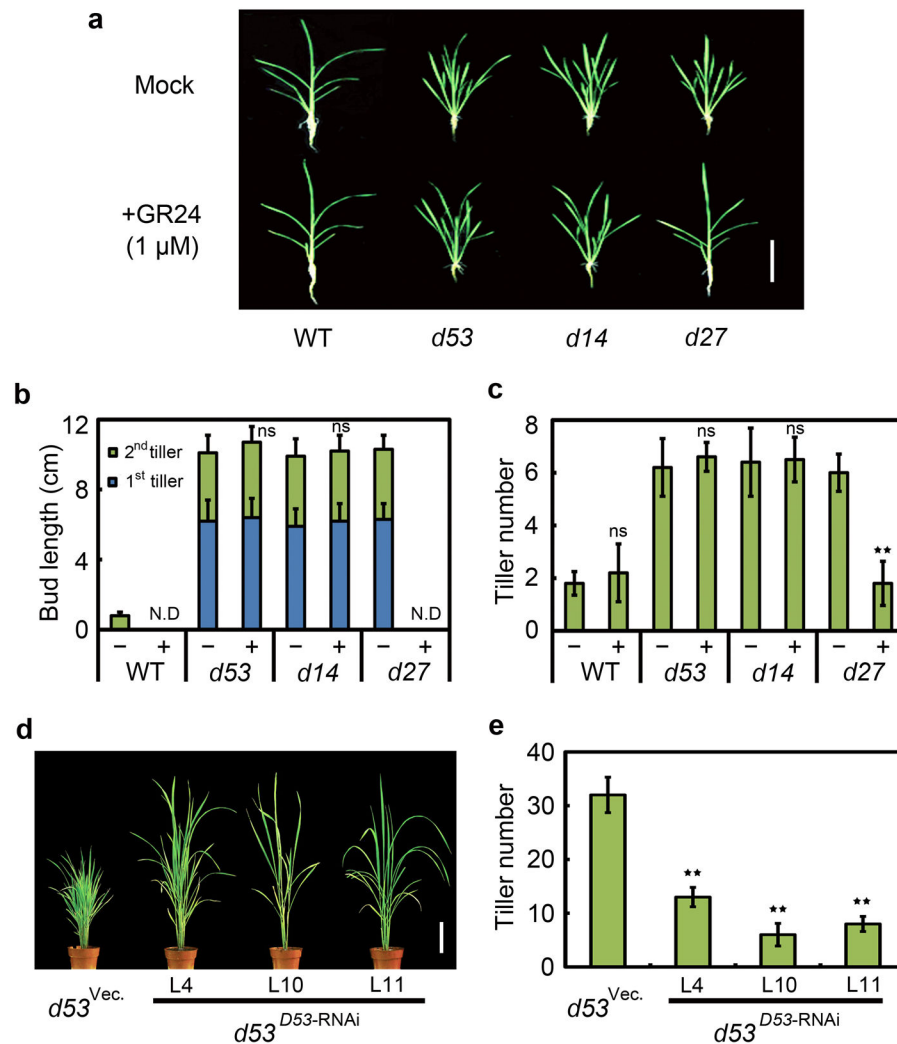 a
Mock
+GR24
(1 µM)
WT d53 d14 d27
b
Bud length (cm)
12
8
4
0
2nd tiller
1st tiller
N.D ns ns N.D
− + − + − + − +
WT d53 d14 d27
c
Tiller number
8
6
4
2
0
ns ns ns **
− + − + − + − +
WT d53 d14 d27
d
L4 L10 L11
d53Vec. d53D53-RNAi
e
Tiller number
40
30
20
10
0
** ** **
L4 L10 L11
d53Vec. d53D53-RNAi